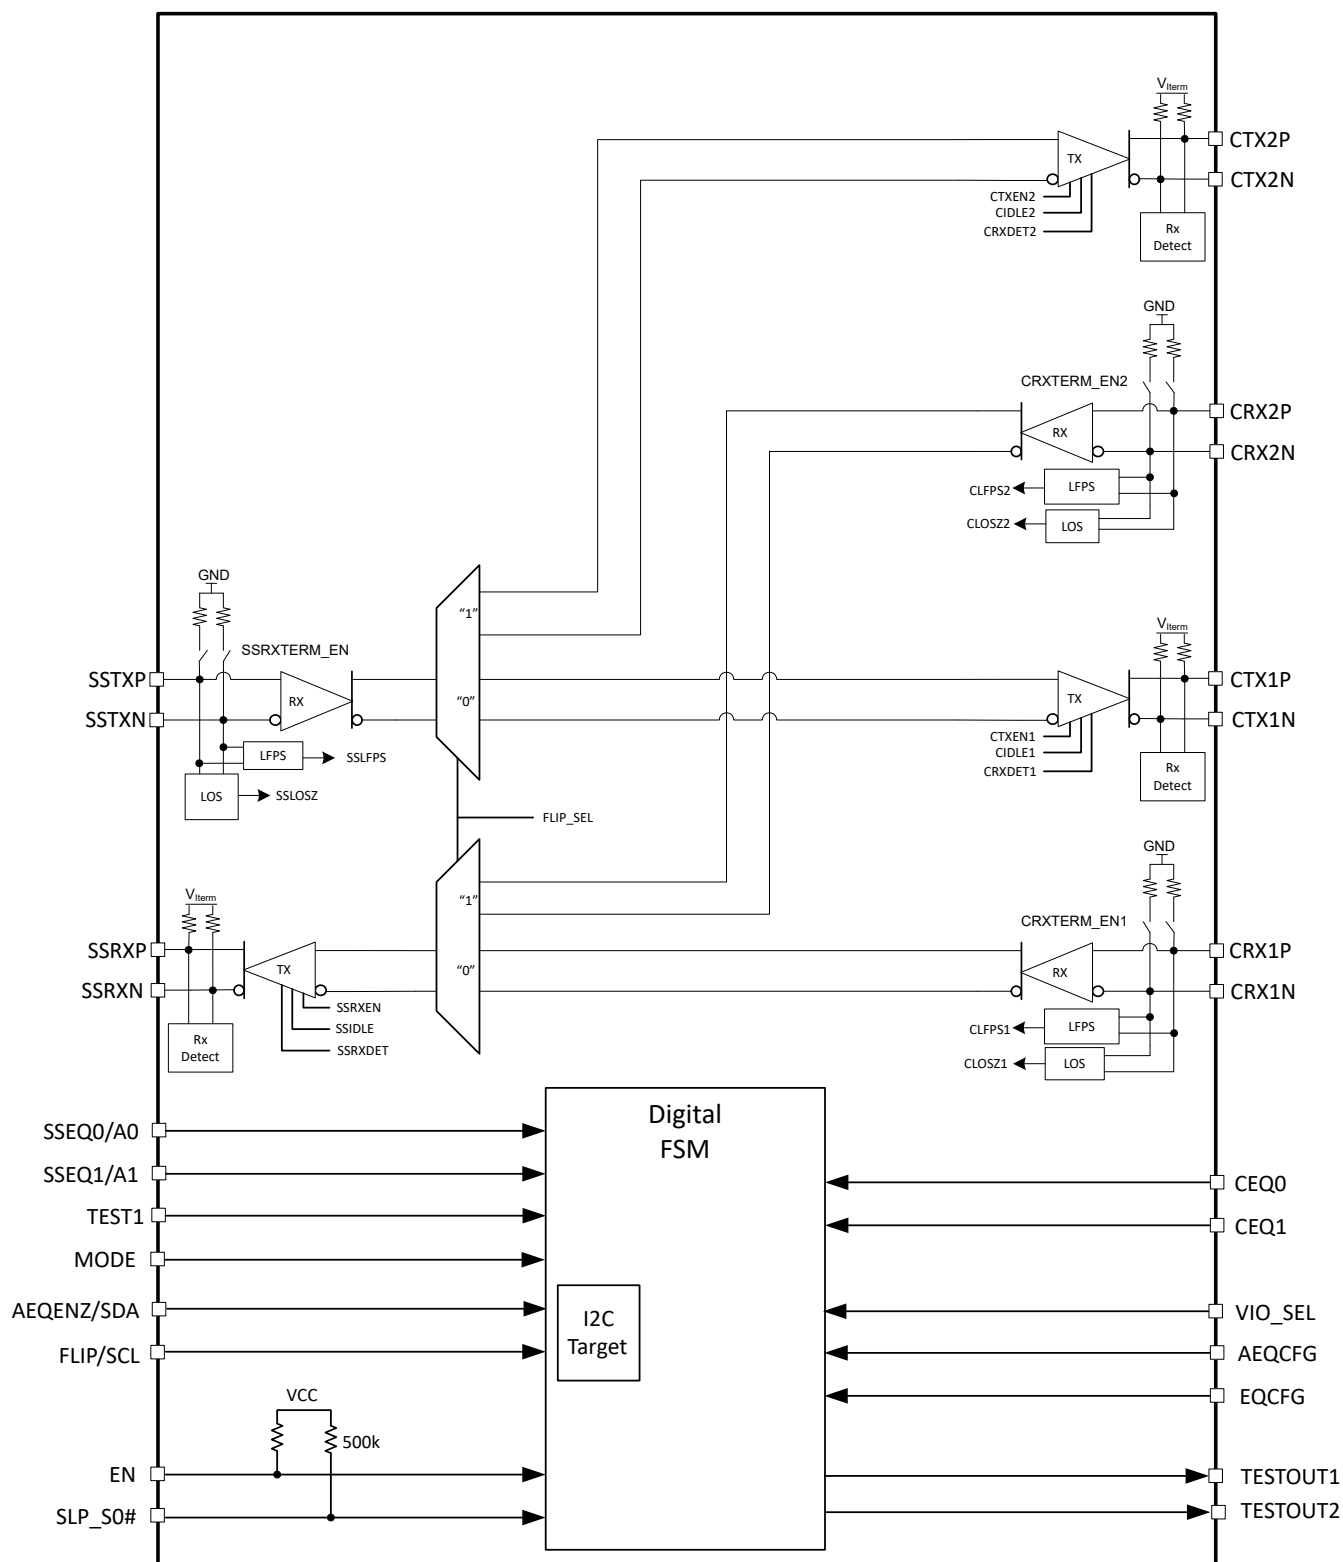 VIterm
CTX2P
TX
CTX2N
CTXEN2
CIDLE2
CRXDET2
Rx
Detect
GND
CRXTERM_EN2
CRX2P
RX
CRX2N
CLFPS2
LFPS
CLOSZ2
LOS
GND
"1"
SSRXTERM_EN
VIterm
SSTXP
RX
"0"
TX
CTX1P
SSTXN
CTX1N
LFPS
SSLFPS
CTXEN1
CIDLE1
CRXDET1
Rx
Detect
LOS
SSLOSZ
FLIP_SEL
GND
VIterm
"1"
CRXTERM_EN1
SSRXP
TX
"0"
RX
CRX1P
SSRXN
CRX1N
SSRXEN
SSIDLE
SSRXDET
Rx
Detect
CLFPS1
LFPS
CLOSZ1
LOS
Digital
FSM
SSEQ0/A0
SSEQ1/A1
CEQ0
TEST1
CEQ1
MODE
AEQENZ/SDA
I2C
Target
VIO_SEL
FLIP/SCL
AEQCFG
VCC
EQCFG
500k
EN
TESTOUT1
SLP_S0#
TESTOUT2